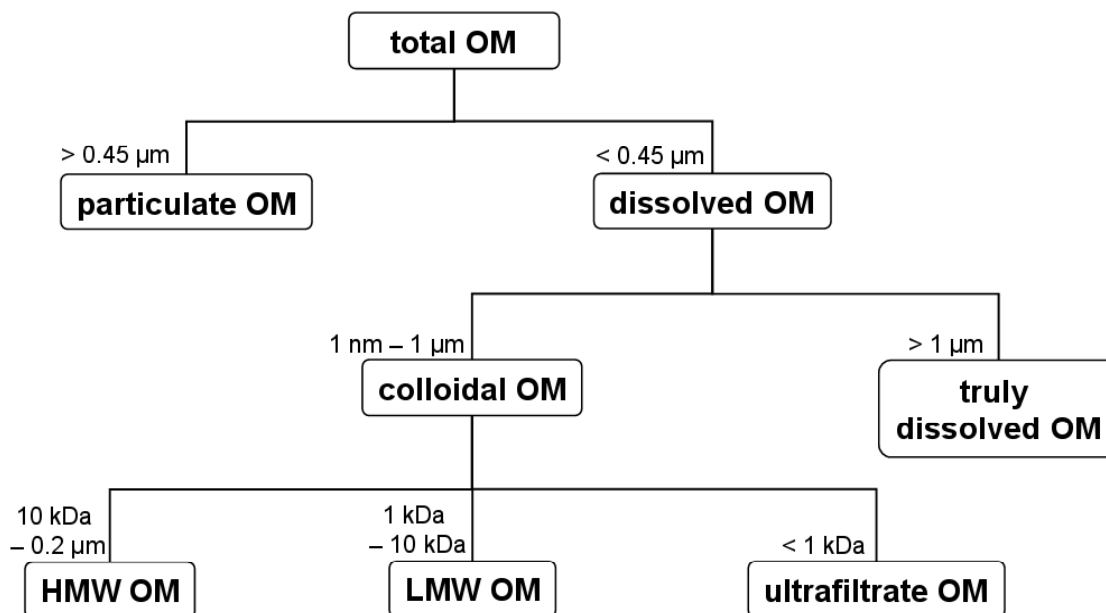 total OM
> 0.45 µm
< 0.45 µm
particulate OM
dissolved OM
1 nm – 1 µm
> 1 µm
colloidal OM
truly
dissolved OM
10 kDa
– 0.2 µm
1 kDa
– 10 kDa
< 1 kDa
HMW OM
LMW OM
ultrafiltrate OM